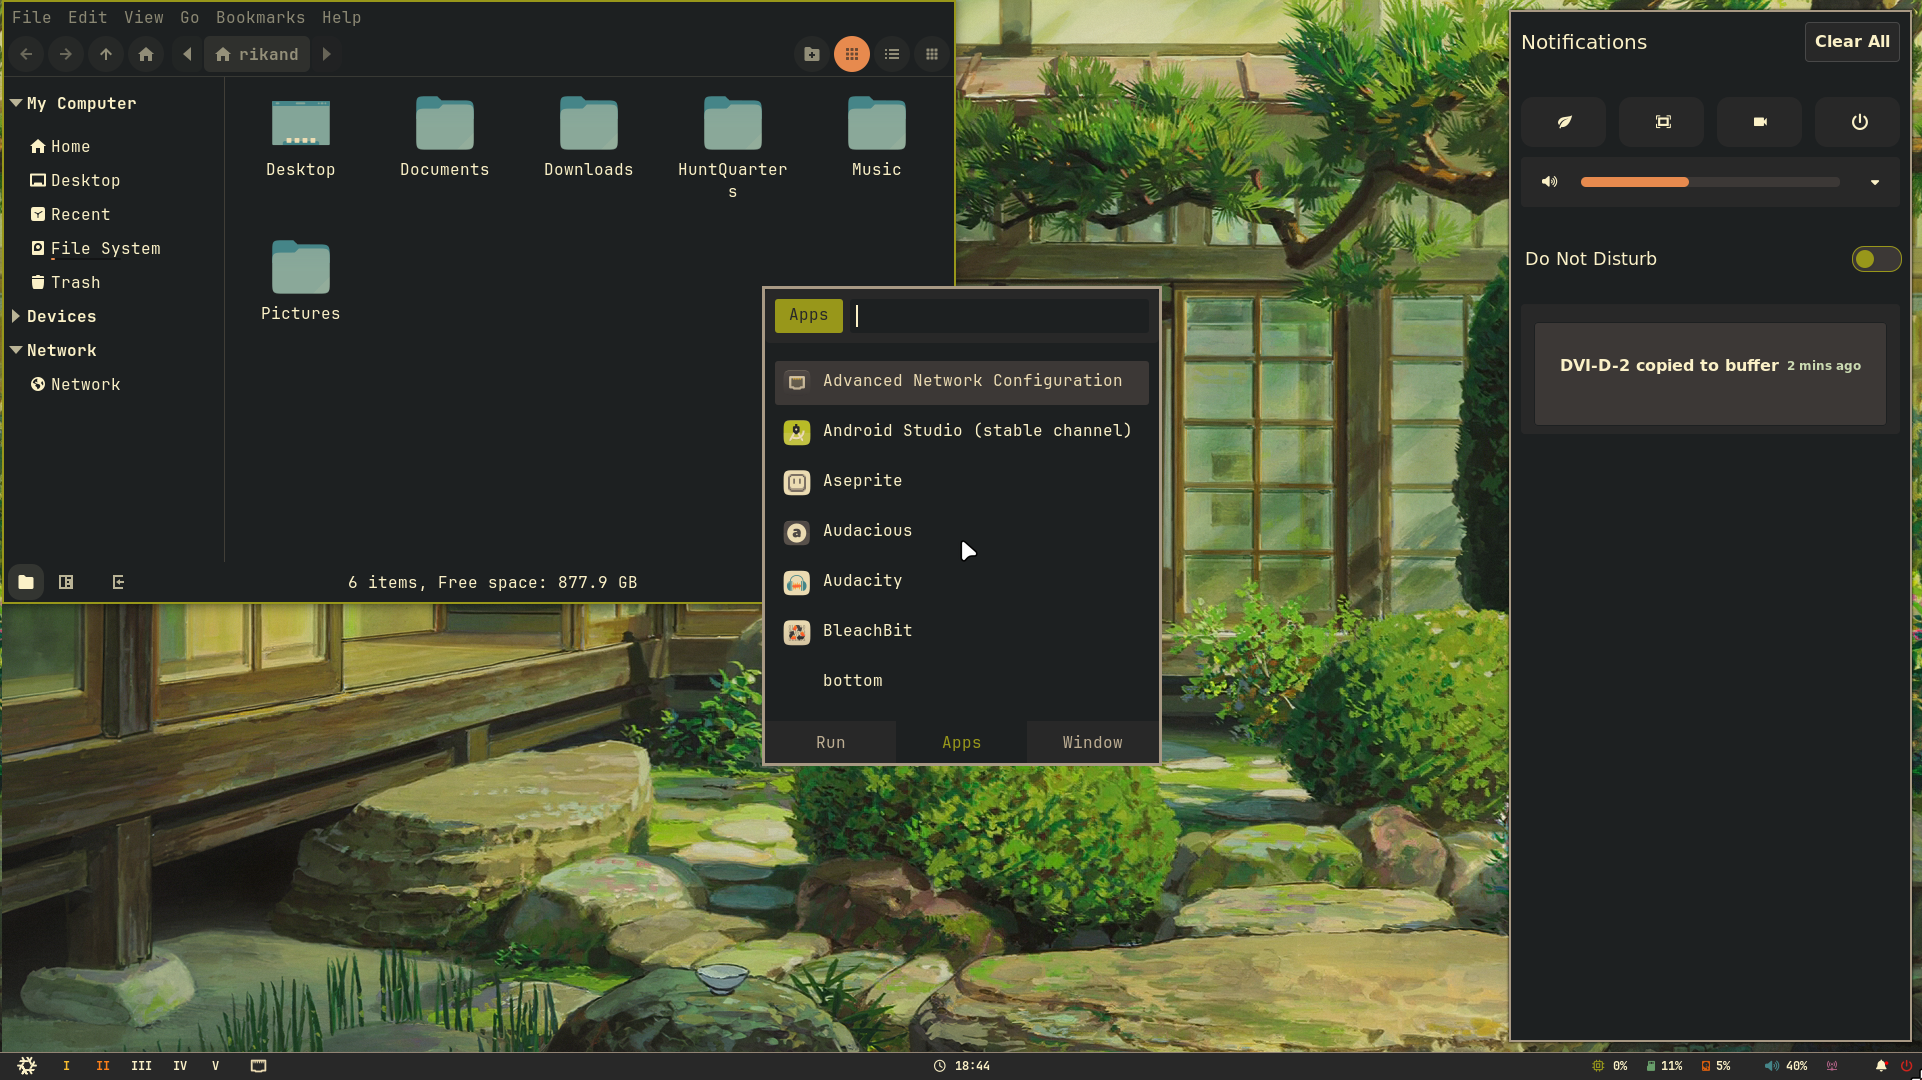 File Edit View Go Bookmarks Help
rikand
My Computer
Home
Desktop
Recent
File System
Trash
Devices
Network
Network
Desktop
Documents
Downloads
HuntQuarter
s
Music
Pictures
6 items, Free space: 877.9 GB
Apps
Advanced Network Configuration
Android Studio (stable channel)
Aseprite
Audacious
Audacity
BleachBit
bottom
Run Apps Window
Notifications Clear All
Do Not Disturb
DVI-D-2 copied to buffer 2 mins ago
I II III IV V
18:44
0% 11% 5% 40%